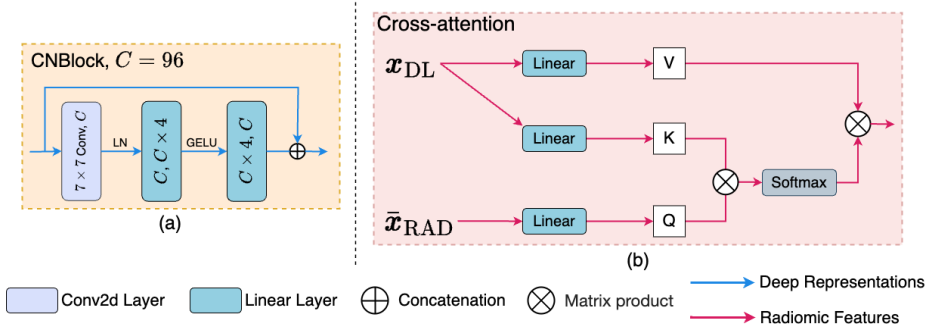 CNBlock, C = 96
7 × 7 Conv, C
LN
C, C × 4
GELU
C × 4, C
(a)
Cross-attention
x_DL
Linear
V
Linear
K
Softmax
x̄_RAD
Linear
Q
(b)
Conv2d Layer
Linear Layer
Concatenation
Matrix product
Deep Representations
Radiomic Features